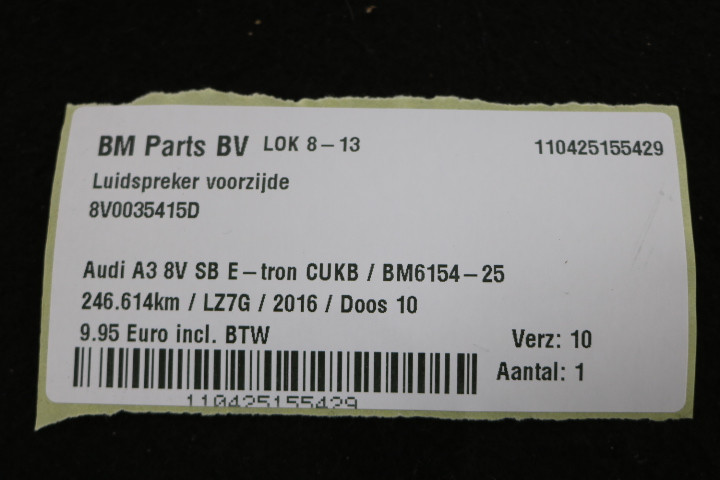 BM Parts BV LOK 8-13 110425155429
Luidspreker voorzijde
8V0035415D
Audi A3 8V SB E-tron CUKB / BM6154-25
246.614km / LZ7G / 2016 / Doos 10
9.95 Euro incl. BTW Verz: 10
Aantal: 1
110425155429